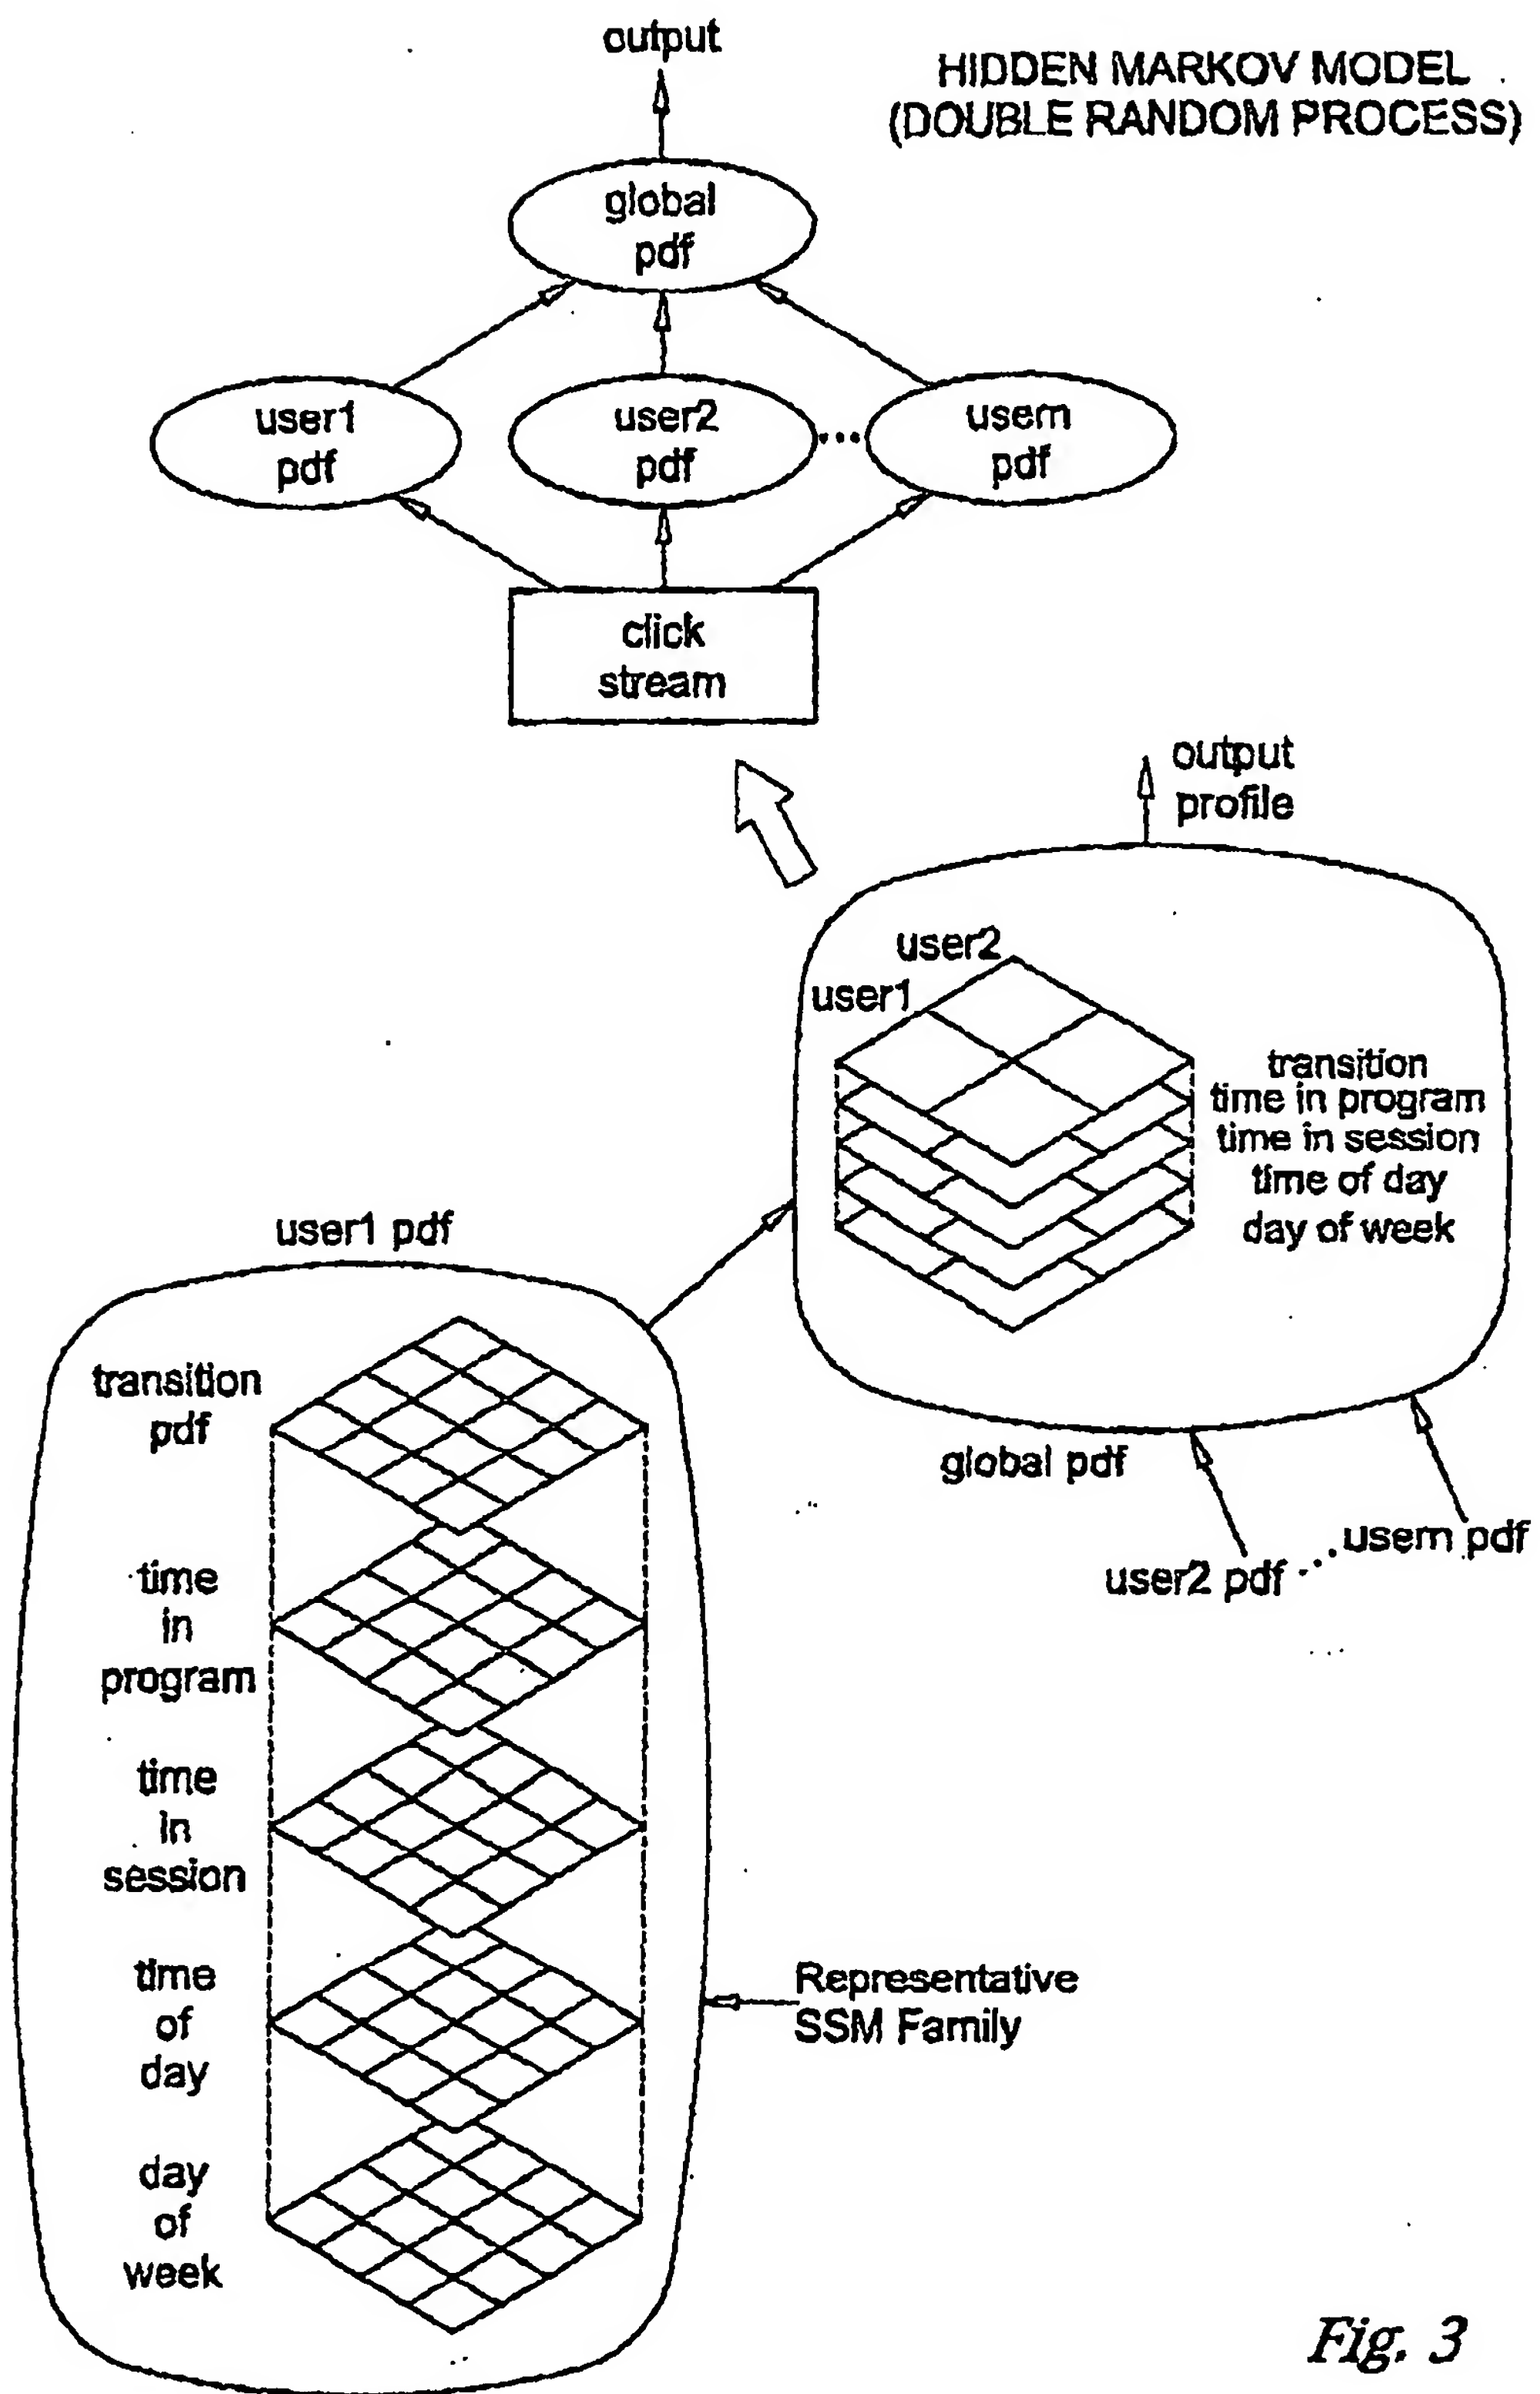 output
HIDDEN MARKOV MODEL
(DOUBLE RANDOM PROCESS)
global
pdf
user1
pdf
user2
pdf
...
usern
pdf
click
stream
output
profile
user2
user1
transition
time in program
time in session
time of day
day of week
user1 pdf
transition
pdf
global pdf
usern pdf
user2 pdf ...
time
in
program
time
in
session
time
of
day
Representative
SSM Family
day
of
week
Fig. 3